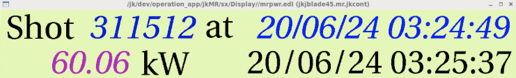 /jk/dev/operation_app/jkMR/sx/Display//mrpwr.edl (jkjblade45.mr.jkcont)
Shot 311512 at 20/06/24 03:24:49
60.06 kW 20/06/24 03:25:37